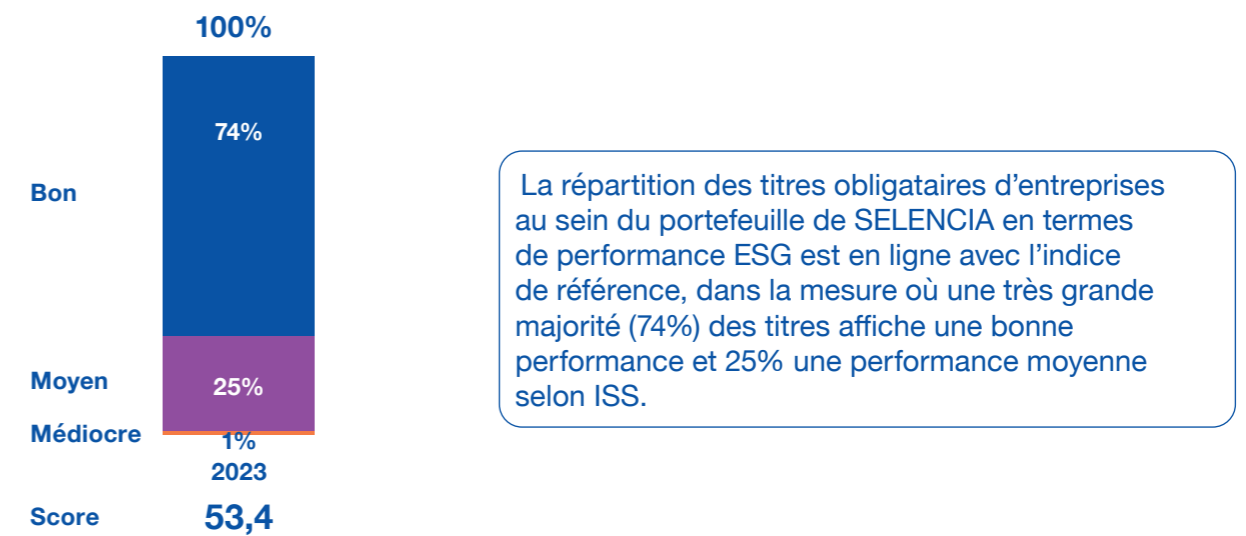 100%
74%
Bon
Moyen
25%
Médiocre
1%
2023
Score
53,4
La répartition des titres obligataires d’entreprises
au sein du portefeuille de SELENCIA en termes
de performance ESG est en ligne avec l’indice
de référence, dans la mesure où une très grande
majorité (74%) des titres affiche une bonne
performance et 25% une performance moyenne
selon ISS.